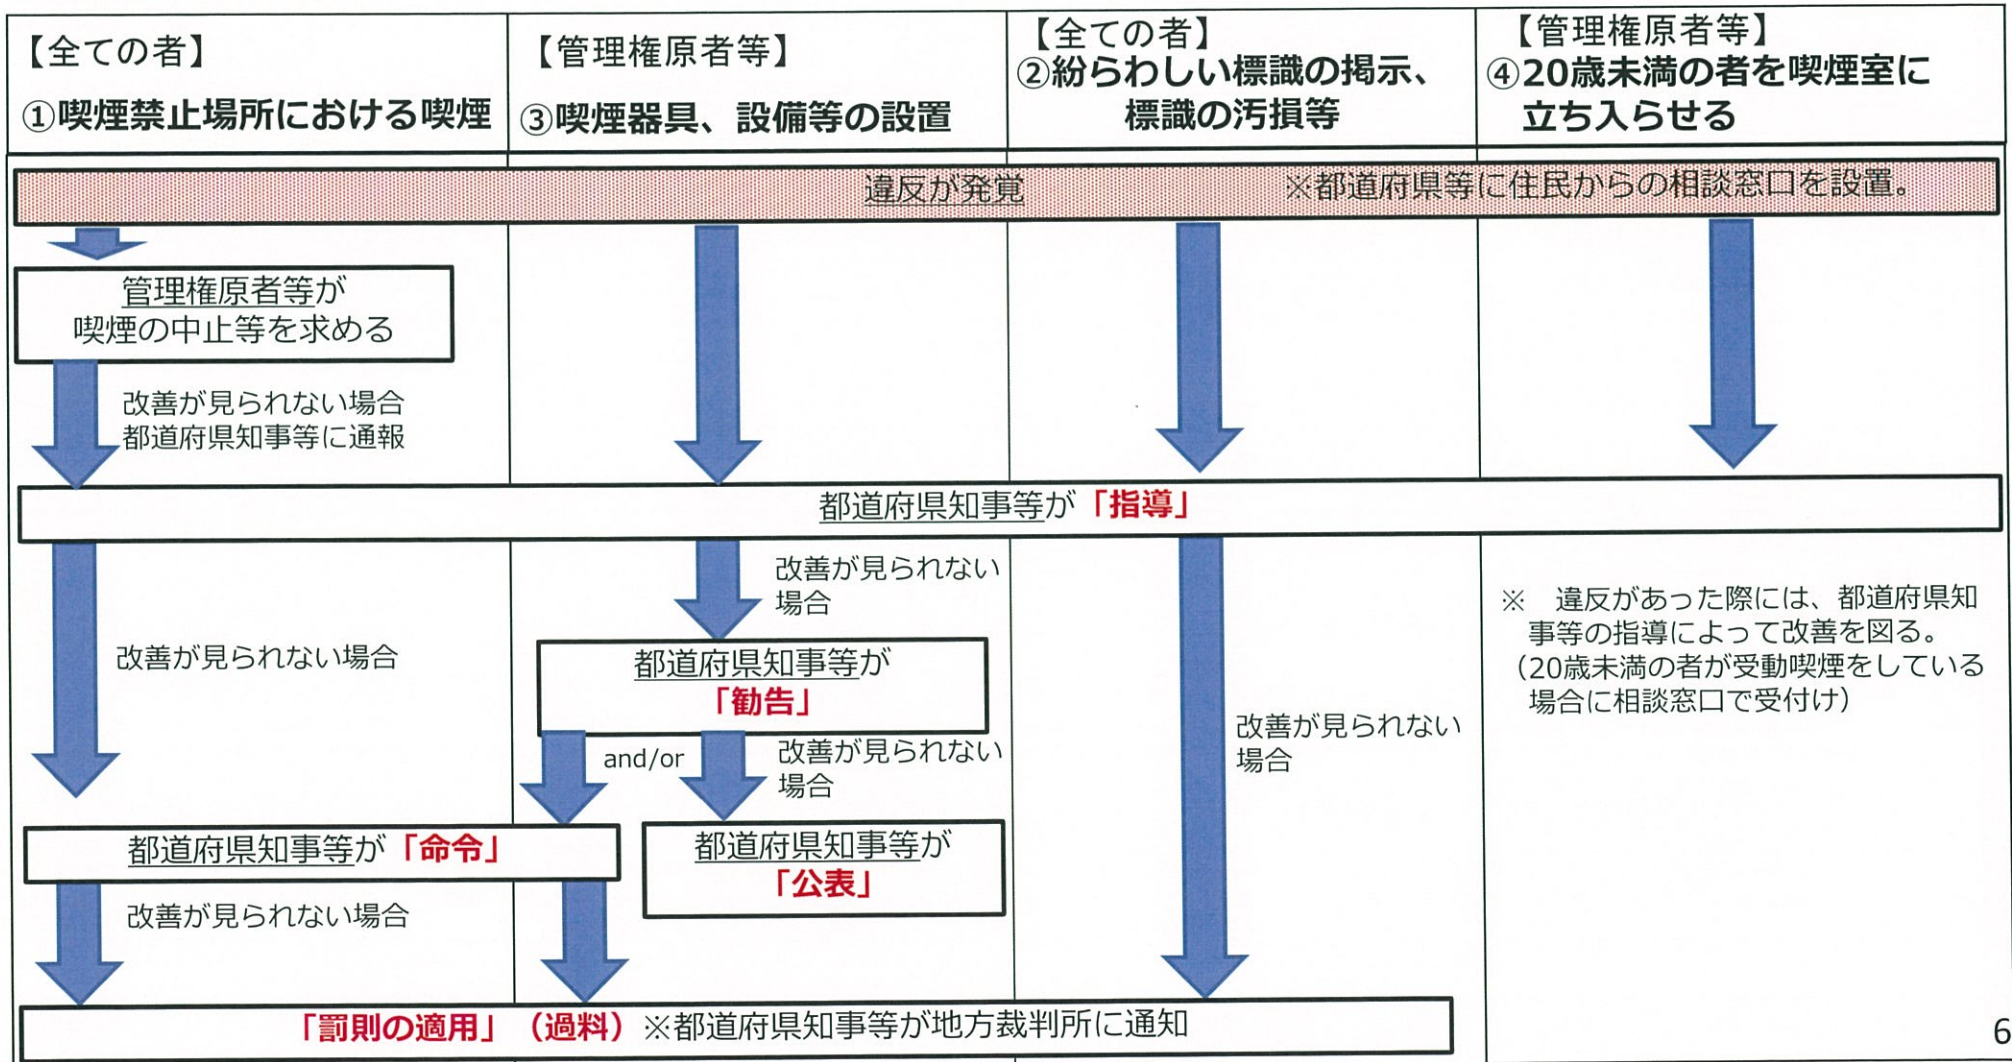 【全ての者】
①喫煙禁止場所における喫煙
【管理権原者等】
③喫煙器具、設備等の設置
【全ての者】
②紛らわしい標識の掲示、
標識の汚損等
【管理権原者等】
④20歳未満の者を喫煙室に
立ち入らせる
違反が発覚
※都道府県等に住民からの相談窓口を設置。
管理権原者等が
喫煙の中止等を求める
改善が見られない場合
都道府県知事等に通報
都道府県知事等が「指導」
改善が見られない場合
改善が見られない
場合
都道府県知事等が
「勧告」
and/or
改善が見られない
場合
都道府県知事等が「命令」
都道府県知事等が
「公表」
改善が見られない場合
改善が見られない
場合
※　違反があった際には、都道府県知
事等の指導によって改善を図る。
（20歳未満の者が受動喫煙をしている
場合に相談窓口で受付け）
「罰則の適用」（過料）※都道府県知事等が地方裁判所に通知
6